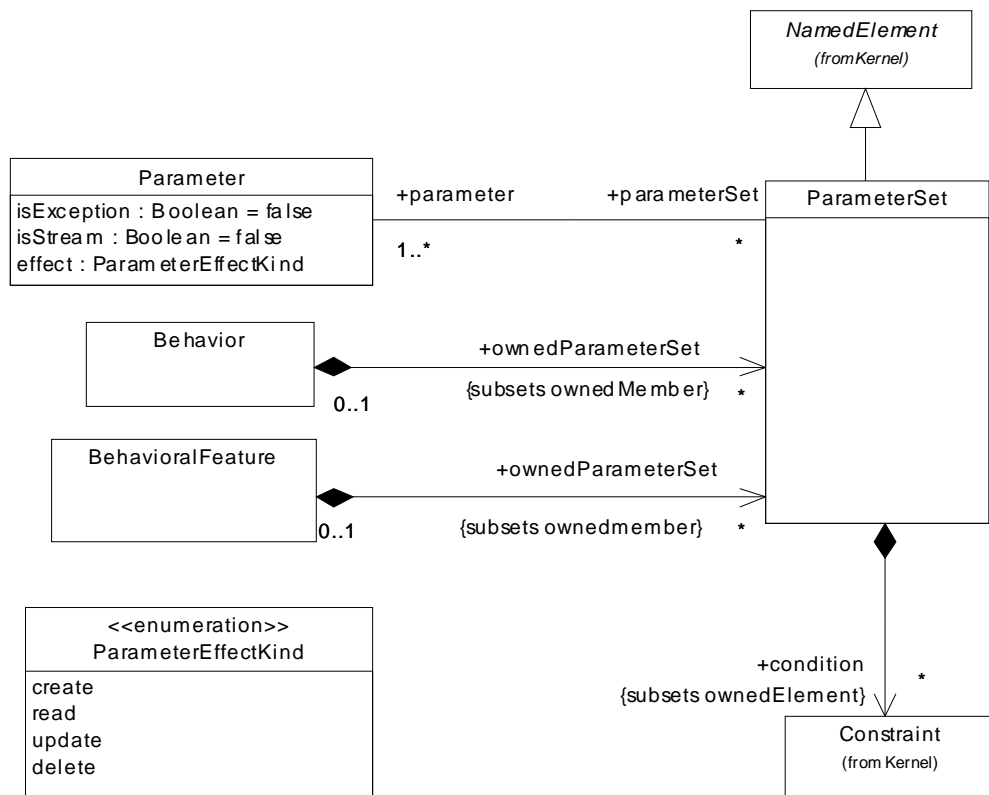 NamedElement
(fromKernel)
Parameter
isException : Boolean = false
isStream : Boolean = false
effect : ParameterEffectKind
+parameter
+parameterSet
1..*
*
ParameterSet
Behavior
+ownedParameterSet
0..1
{subsets ownedMember}
*
BehavioralFeature
+ownedParameterSet
0..1
{subsets ownedmember}
*
<<enumeration>>
ParameterEffectKind
create
read
update
delete
+condition
*
{subsets ownedElement}
Constraint
(from Kernel)